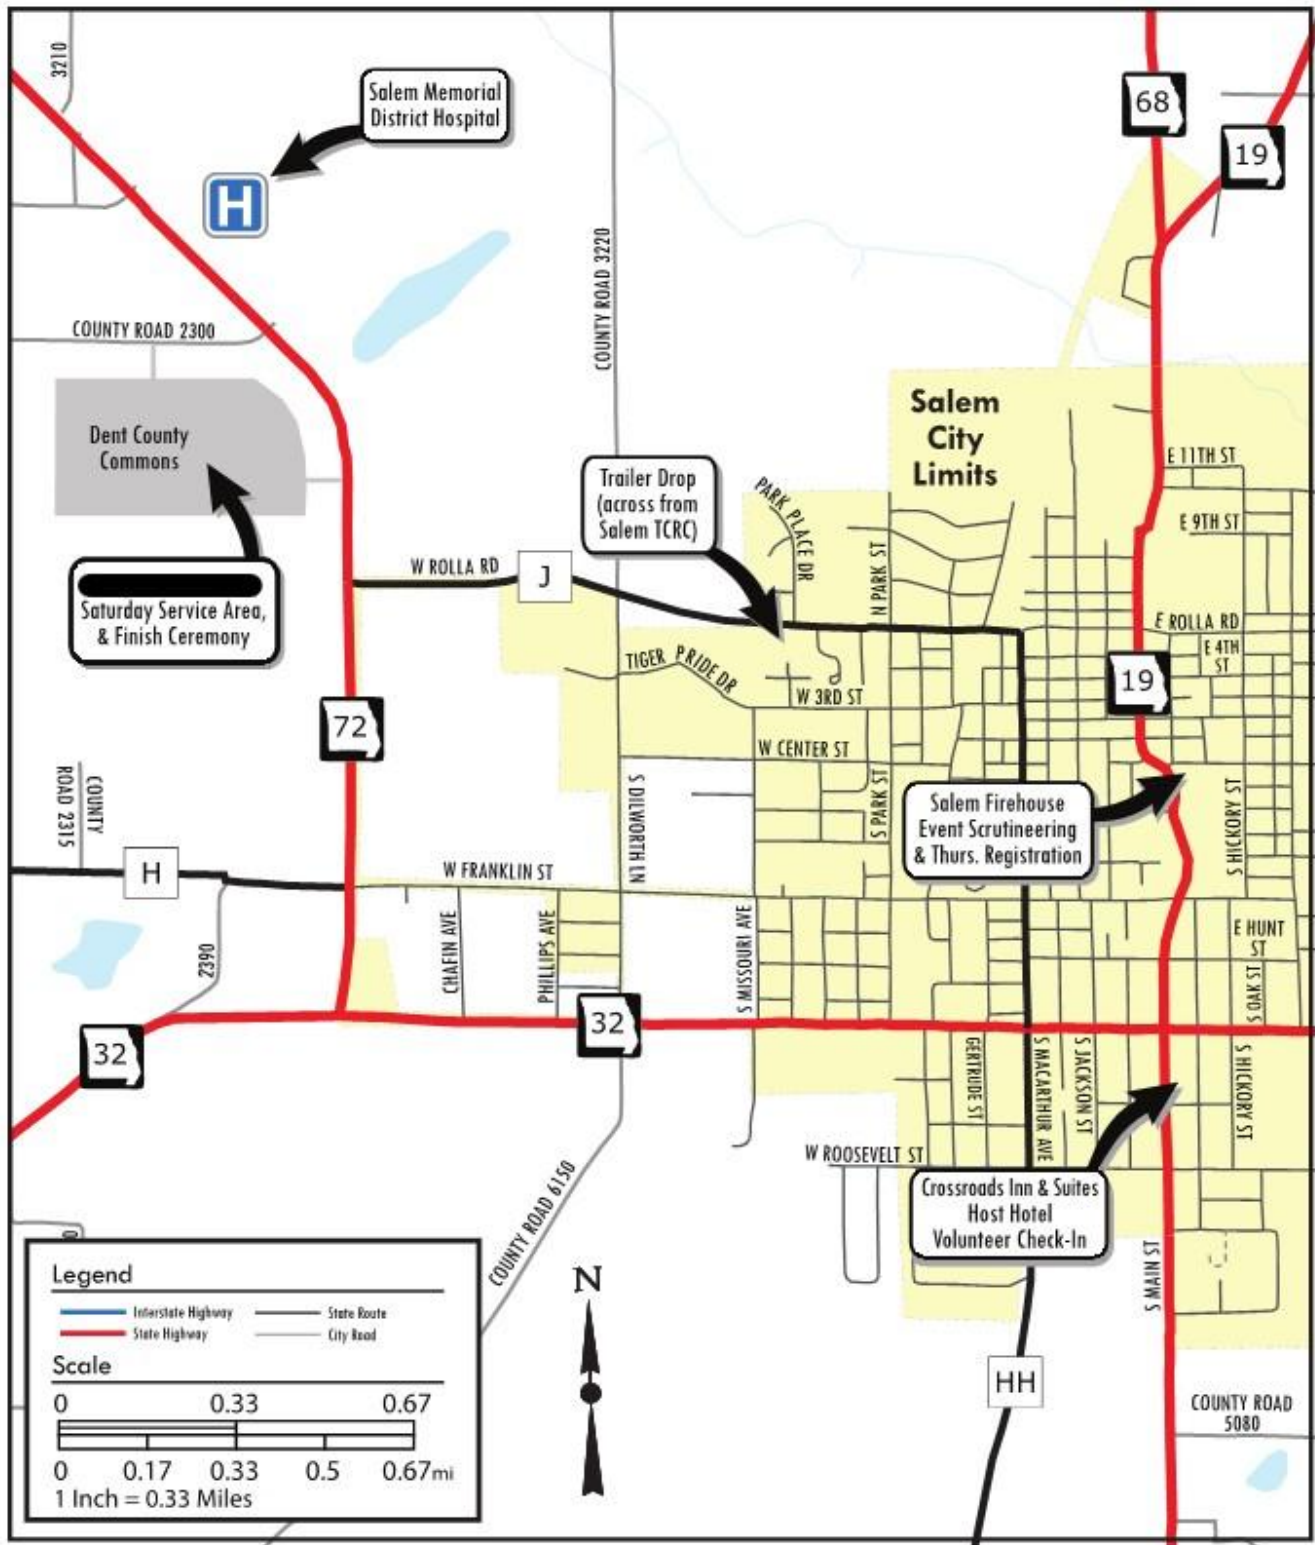 3210
Salem Memorial
District Hospital
H
68
19
COUNTY ROAD 3220
COUNTY ROAD 2300
Dent County
Commons
Salem
City
Limits
E 11TH ST
Trailer Drop
(across from
Salem TCRC)
PARK PLACE DR
N PARK ST
E 9TH ST
W ROLLA RD
J
Saturday Service Area,
& Finish Ceremony
E ROLLA RD
E 4TH
ST
TIGER PRIDE DR
W 3RD ST
19
72
W CENTER ST
COUNTY
ROAD 2315
S DILWORTH LN
S PARK ST
Salem Firehouse
Event Scrutineering
& Thurs. Registration
S HICKORY ST
H
W FRANKLIN ST
2390
CHAFIN AVE
PHILLIPS AVE
S MISSOURI AVE
E HUNT
ST
S OAK ST
32
32
GERTRUDE ST
S MACARTHUR AVE
S JACKSON ST
S HICKORY ST
W ROOSEVELT ST
COUNTY ROAD 6150
Crossroads Inn & Suites
Host Hotel
Volunteer Check-In
S MAIN ST
N
HH
COUNTY ROAD
5080
Legend
Interstate Highway
State Route
State Highway
City Road
Scale
0 0.33 0.67
0 0.17 0.33 0.5 0.67mi
1 Inch = 0.33 Miles